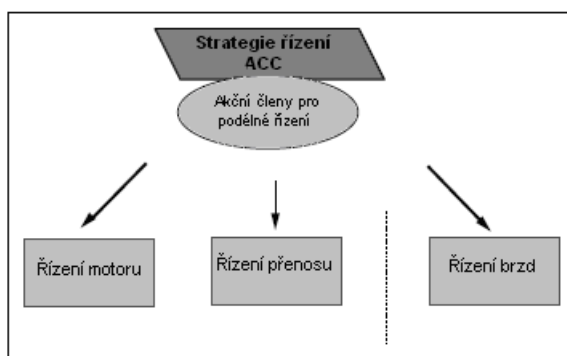 Strategie řízení
ACC
Akční členy pro
podélné řízení
Řízení motoru
Řízení přenosu
Řízení brzd